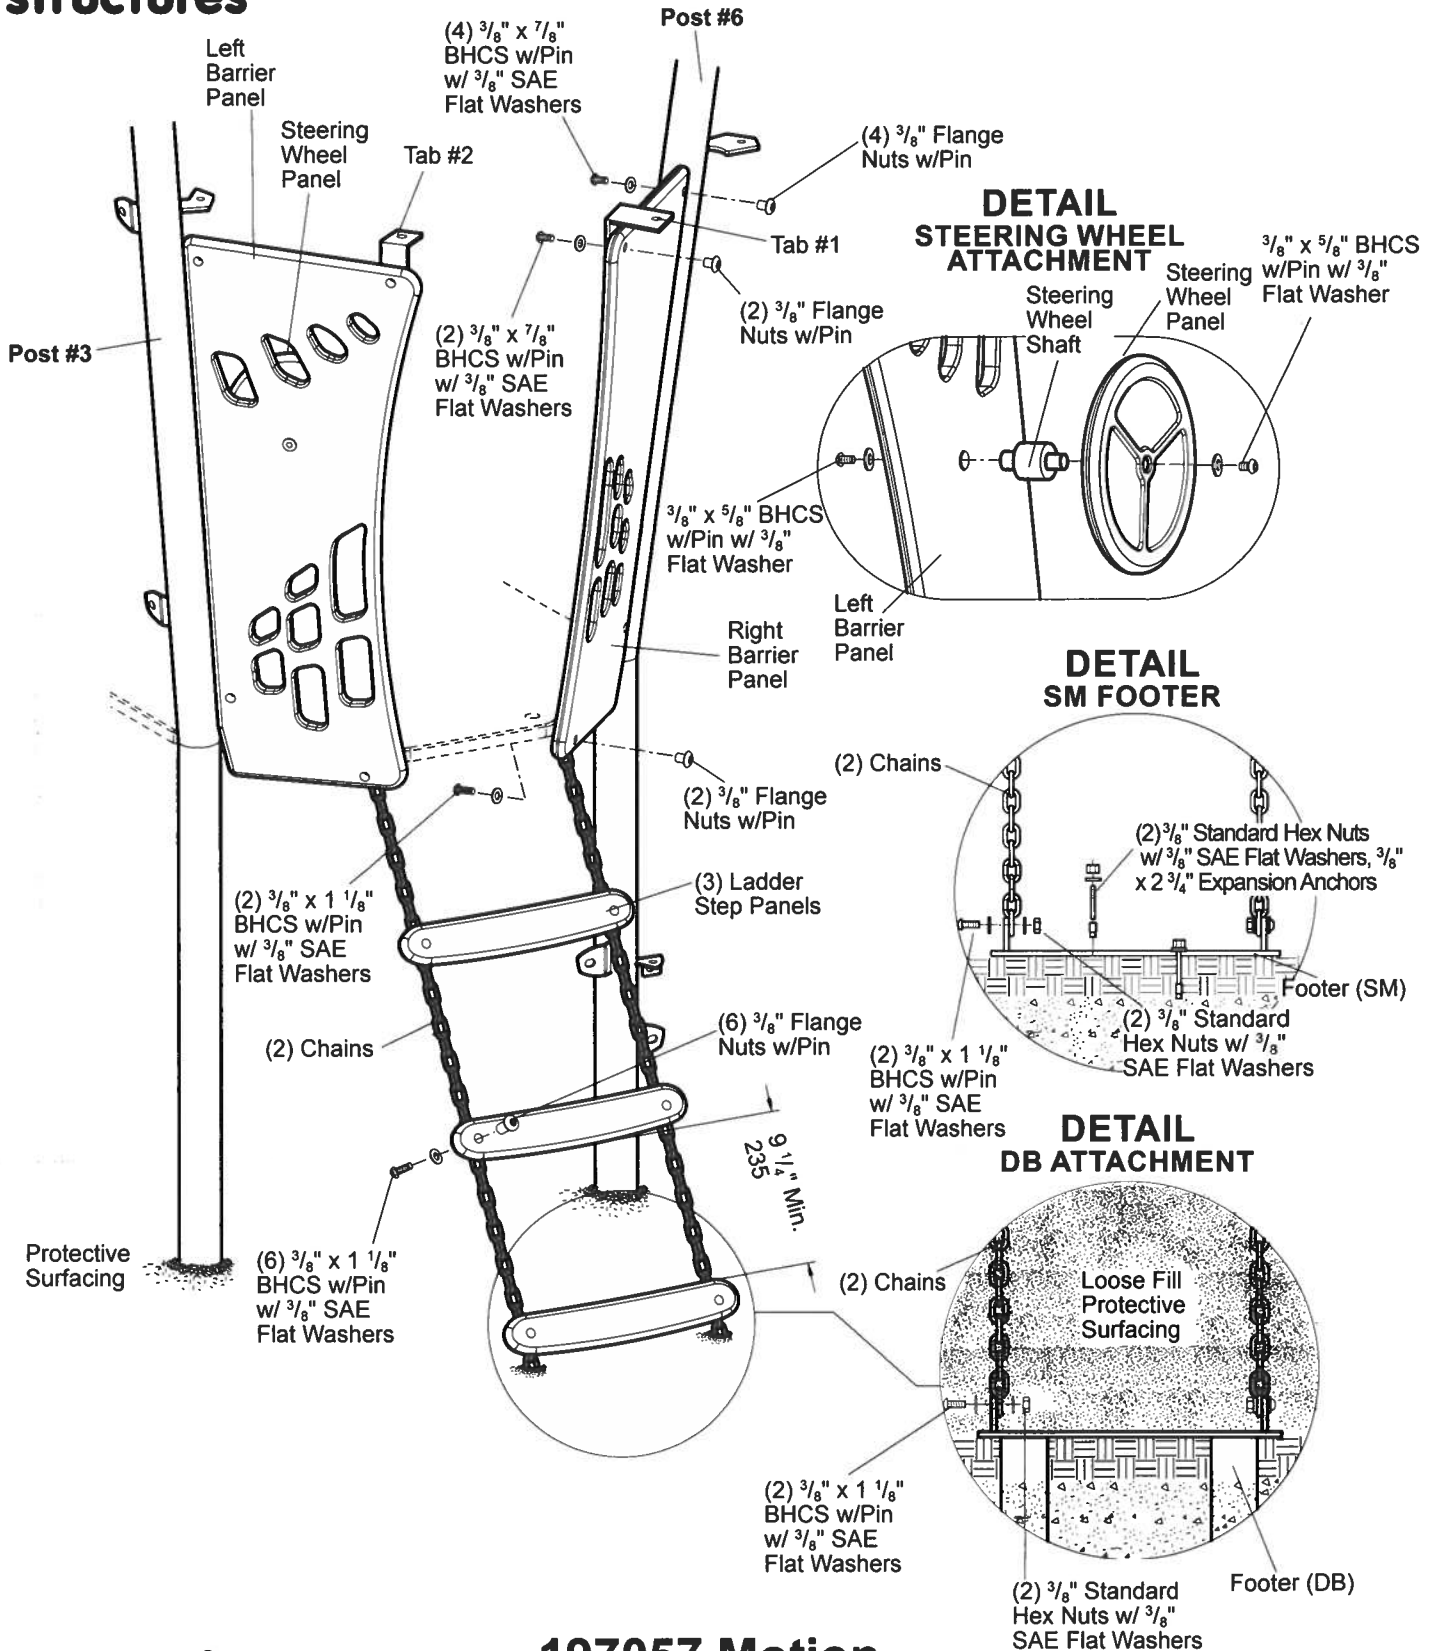 structures
Post #6
(4) 3/8" x 7/8"
BHCS w/Pin
w/ 3/8" SAE
Flat Washers
Left
Barrier
Panel
Steering
Wheel
Panel
Tab #2
(4) 3/8" Flange
Nuts w/Pin
Tab #1
(2) 3/8" Flange
Nuts w/Pin
Post #3
(2) 3/8" x 7/8"
BHCS w/Pin
w/ 3/8" SAE
Flat Washers
DETAIL
STEERING WHEEL
ATTACHMENT
Steering
Wheel
Shaft
Steering
Wheel
Panel
3/8" x 5/8" BHCS
w/Pin w/ 3/8"
Flat Washer
3/8" x 5/8" BHCS
w/Pin w/ 3/8"
Flat Washer
Left
Barrier
Panel
Right
Barrier
Panel
DETAIL
SM FOOTER
(2) Chains
(2) 3/8" Standard Hex Nuts
w/ 3/8" SAE Flat Washers, 3/8"
x 2 3/4" Expansion Anchors
Footer (SM)
(2) 3/8" Standard
Hex Nuts w/ 3/8"
SAE Flat Washers
(2) 3/8" x 1 1/8"
BHCS w/Pin
w/ 3/8" SAE
Flat Washers
(2) 3/8" Flange
Nuts w/Pin
(2) 3/8" x 1 1/8"
BHCS w/Pin
w/ 3/8" SAE
Flat Washers
(3) Ladder
Step Panels
(2) Chains
(6) 3/8" Flange
Nuts w/Pin
9 1/4" Min.
235
Protective
Surfacing
(6) 3/8" x 1 1/8"
BHCS w/Pin
w/ 3/8" SAE
Flat Washers
DETAIL
DB ATTACHMENT
(2) Chains
Loose Fill
Protective
Surfacing
(2) 3/8" x 1 1/8"
BHCS w/Pin
w/ 3/8" SAE
Flat Washers
(2) 3/8" Standard
Hex Nuts w/ 3/8"
SAE Flat Washers
Footer (DB)
197057 Motion